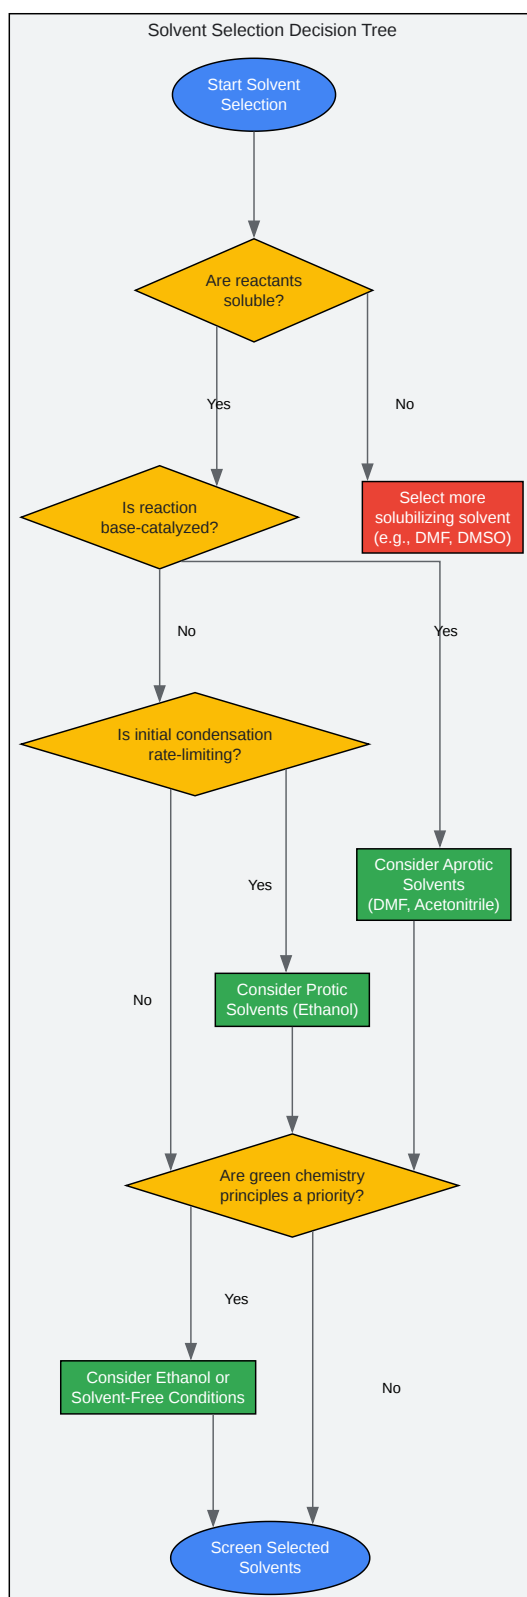 Solvent Selection Decision Tree
Start Solvent
Selection
Are reactants
soluble?
Yes
No
Is reaction
base-catalyzed?
Select more
solubilizing solvent
(e.g., DMF, DMSO)
No
Yes
Is initial condensation
rate-limiting?
Consider Aprotic
Solvents
(DMF, Acetonitrile)
Yes
No
Consider Protic
Solvents (Ethanol)
Are green chemistry
principles a priority?
Yes
No
Consider Ethanol or
Solvent-Free Conditions
Screen Selected
Solvents